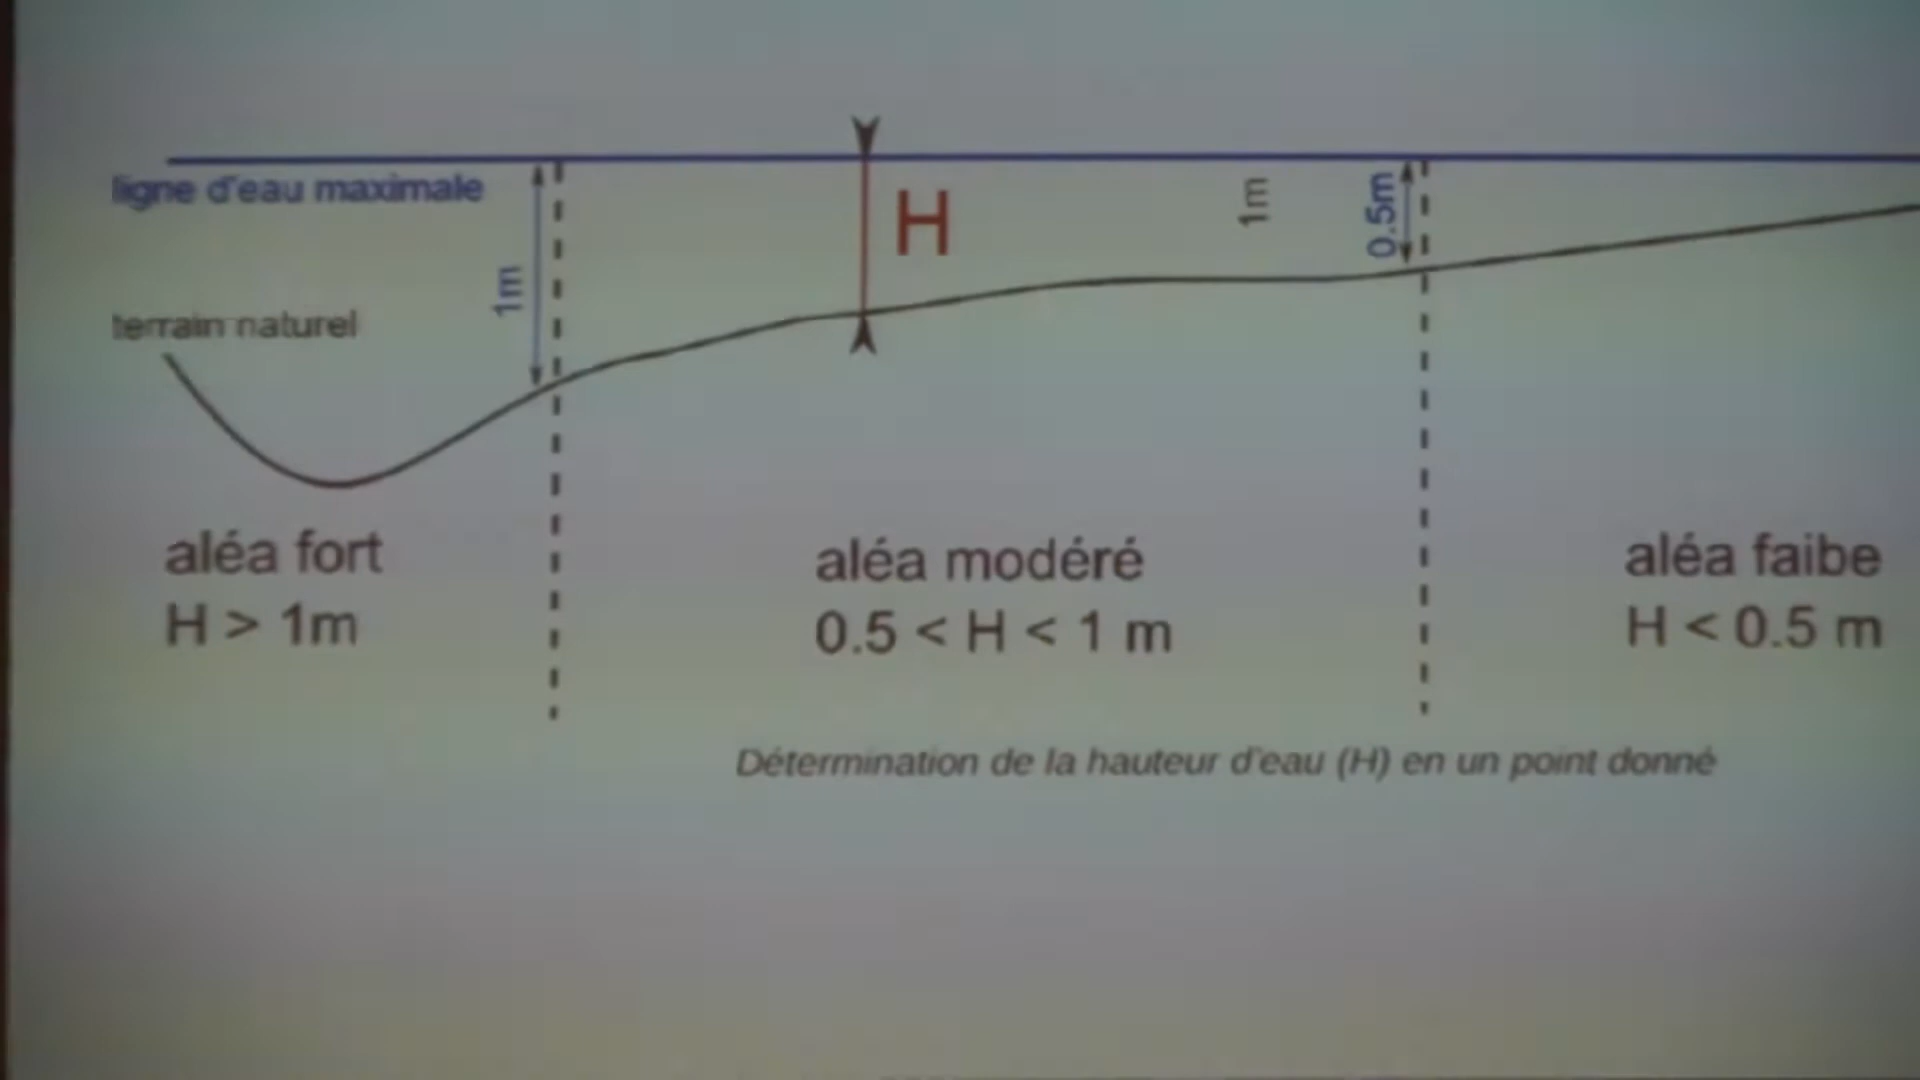 ligne d'eau maximale
1m
H
1m
0.5m
terrain naturel
aléa fort
H > 1m
aléa modéré
0.5 < H < 1 m
aléa faibe
H < 0.5 m
Détermination de la hauteur d'eau (H) en un point donné